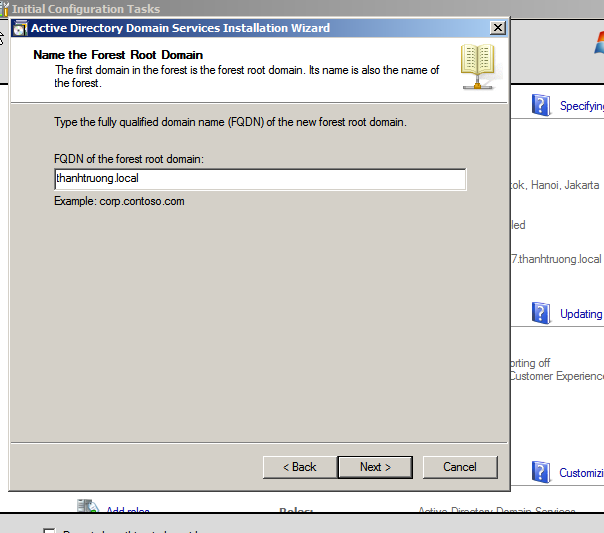 Initial Configuration Tasks
Active Directory Domain Services Installation Wizard
Name the Forest Root Domain
The first domain in the forest is the forest root domain. Its name is also the name of
the forest.
Specifying
Type the fully qualified domain name (FQDN) of the new forest root domain.
FQDN of the forest root domain:
thanhtruong.local
ok, Hanoi, Jakarta
Example: corp.contoso.com
led
7.thanhtruong.local
Updating
orting off
Customer Experience
< Back
Next >
Cancel
Customizi
Add roles
Roles:
Active Directory Domain Services